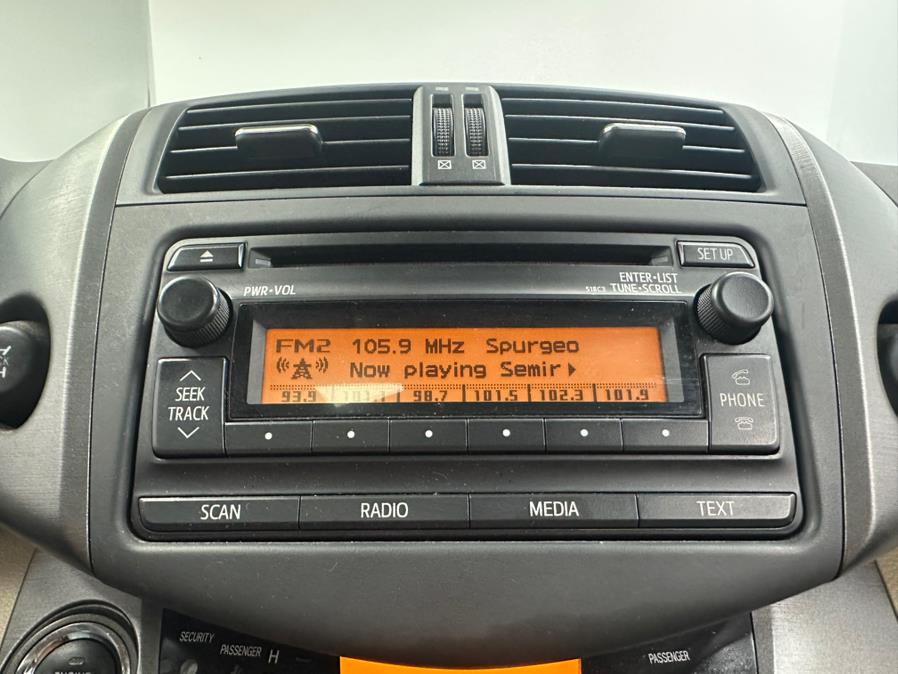 SET UP
ENTER•LIST
PWR•VOL
518C3 TUNE•SCROLL
FM2 105.9 MHz Spurgeo
Now playing Semir
93.9 98.7 101.5 102.3 101.9
SEEK
TRACK
PHONE
SCAN RADIO MEDIA TEXT
SECURITY
PASSENGER
H
PASSENGER